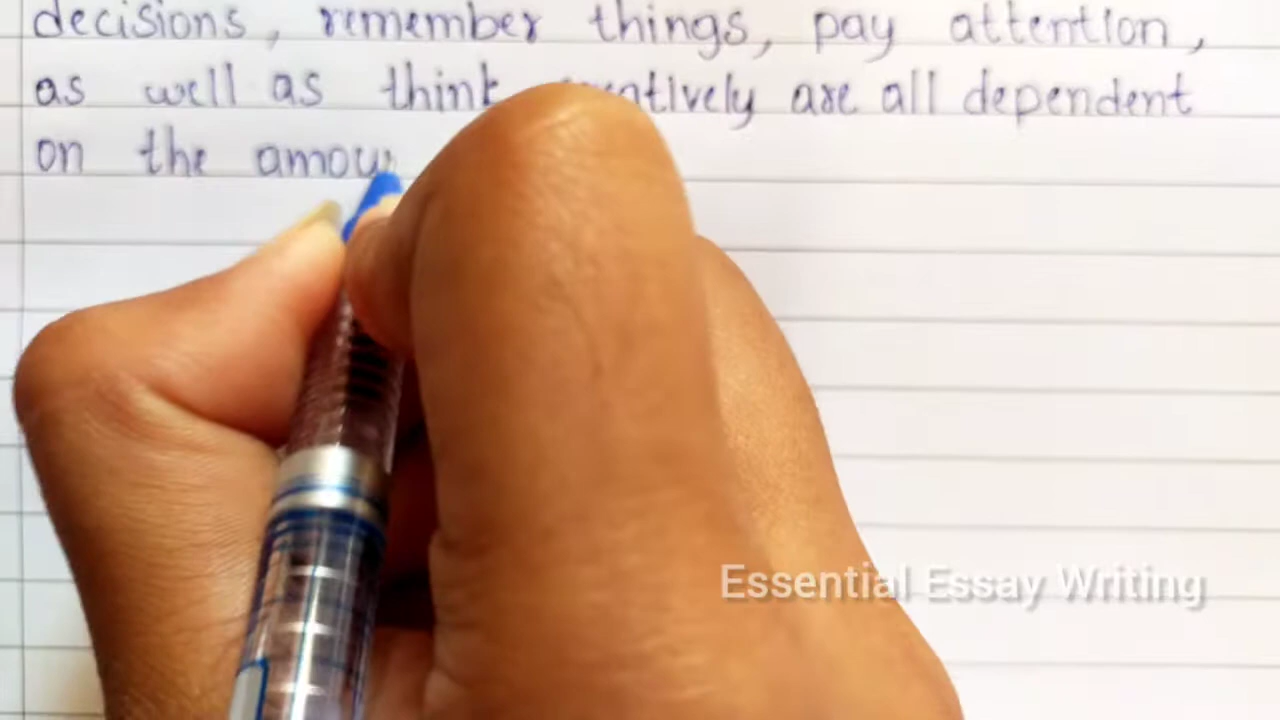 decisions, remember things, pay attention,
as well as think are all dependent
on the amou
Essential Essay Writing